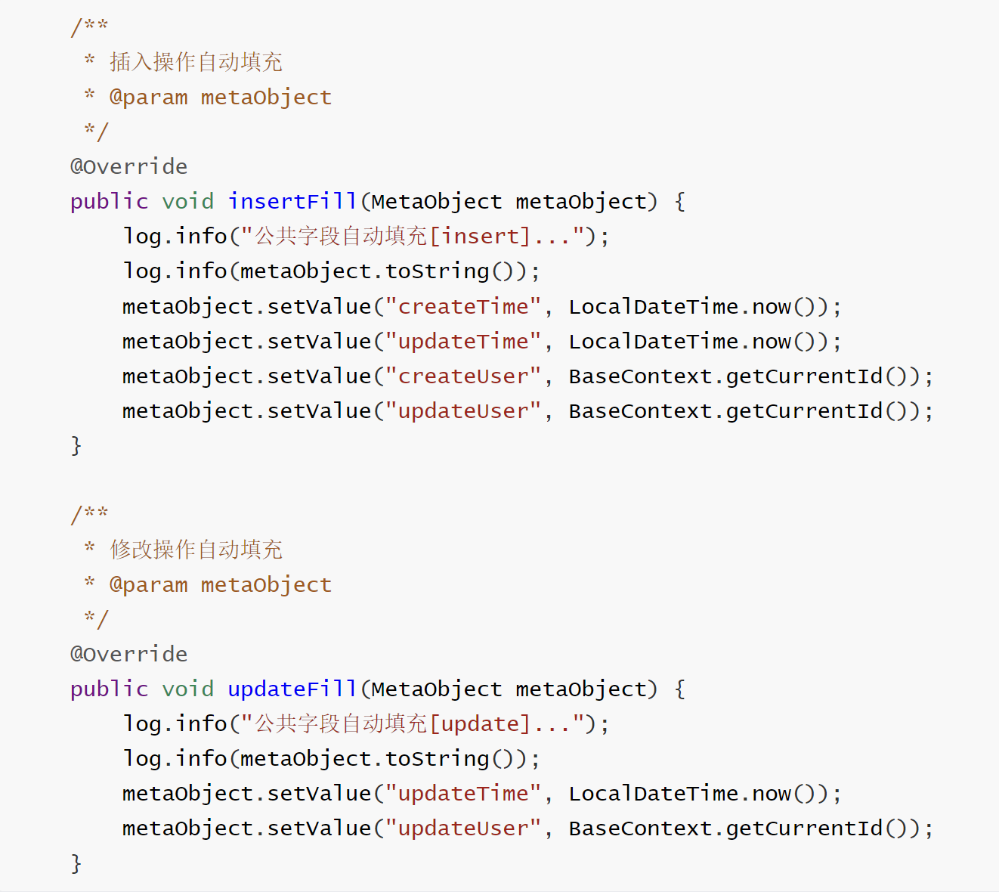 /**
 * 插入操作自动填充
 * @param metaObject
 */
@Override
public void insertFill(MetaObject metaObject) {
    log.info("公共字段自动填充[insert]...");
    log.info(metaObject.toString());
    metaObject.setValue("createTime", LocalDateTime.now());
    metaObject.setValue("updateTime", LocalDateTime.now());
    metaObject.setValue("createUser", BaseContext.getCurrentId());
    metaObject.setValue("updateUser", BaseContext.getCurrentId());
}

/**
 * 修改操作自动填充
 * @param metaObject
 */
@Override
public void updateFill(MetaObject metaObject) {
    log.info("公共字段自动填充[update]...");
    log.info(metaObject.toString());
    metaObject.setValue("updateTime", LocalDateTime.now());
    metaObject.setValue("updateUser", BaseContext.getCurrentId());
}